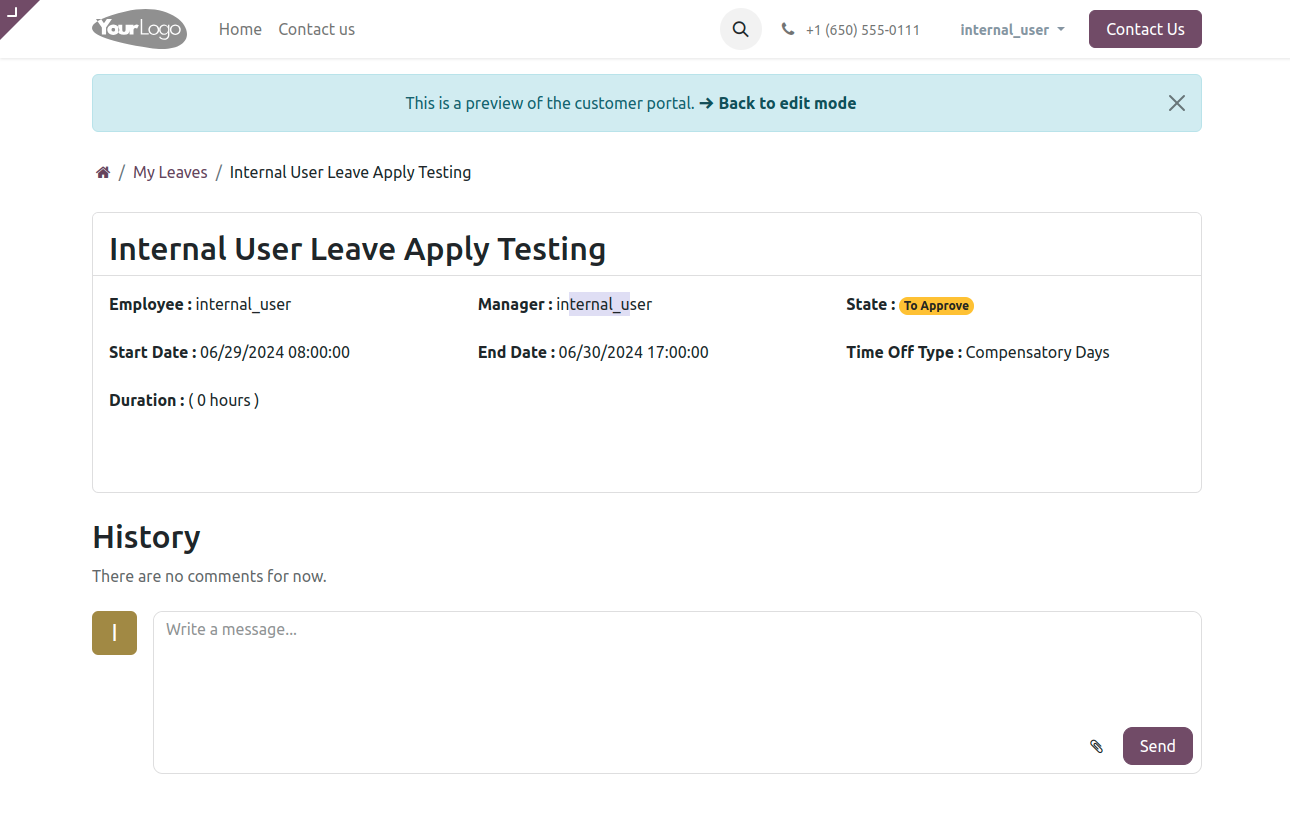 YourLogo Home Contact us +1 (650) 555-0111 internal_user Contact Us
This is a preview of the customer portal. → Back to edit mode
/ My Leaves / Internal User Leave Apply Testing
Internal User Leave Apply Testing
Employee : internal_user Manager : internal_user State : To Approve
Start Date : 06/29/2024 08:00:00 End Date : 06/30/2024 17:00:00 Time Off Type : Compensatory Days
Duration : ( 0 hours )
History
There are no comments for now.
I Write a message...
Send